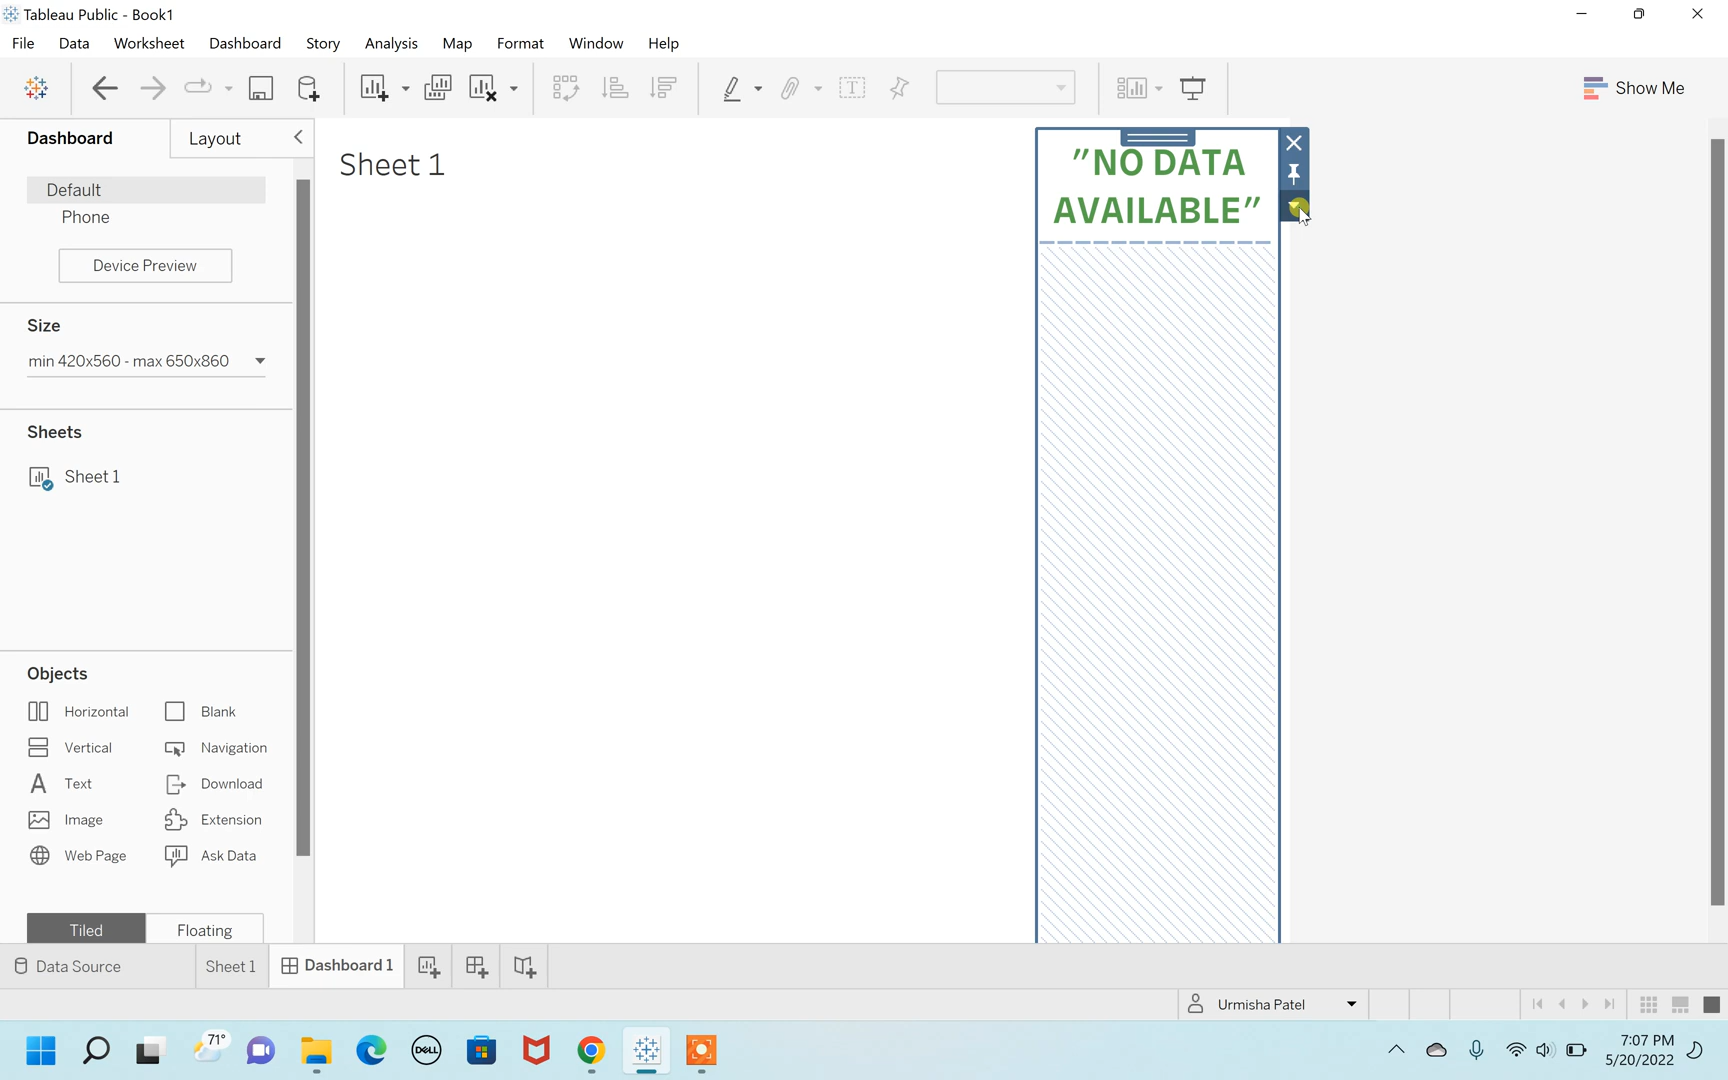 Tableau Public - Book1
File Data Worksheet Dashboard Story Analysis Map Format Window Help
Show Me
Dashboard Layout
Default
Phone
Device Preview
Size
min 420x560 - max 650x860
Sheets
Sheet 1
Objects
Horizontal Blank
Vertical Navigation
Text Download
Image Extension
Web Page Ask Data
Tiled Floating
Sheet 1
"NO DATA
AVAILABLE"
Data Source Sheet 1 Dashboard 1
Urmisha Patel
71°
DELL
7:07 PM
5/20/2022